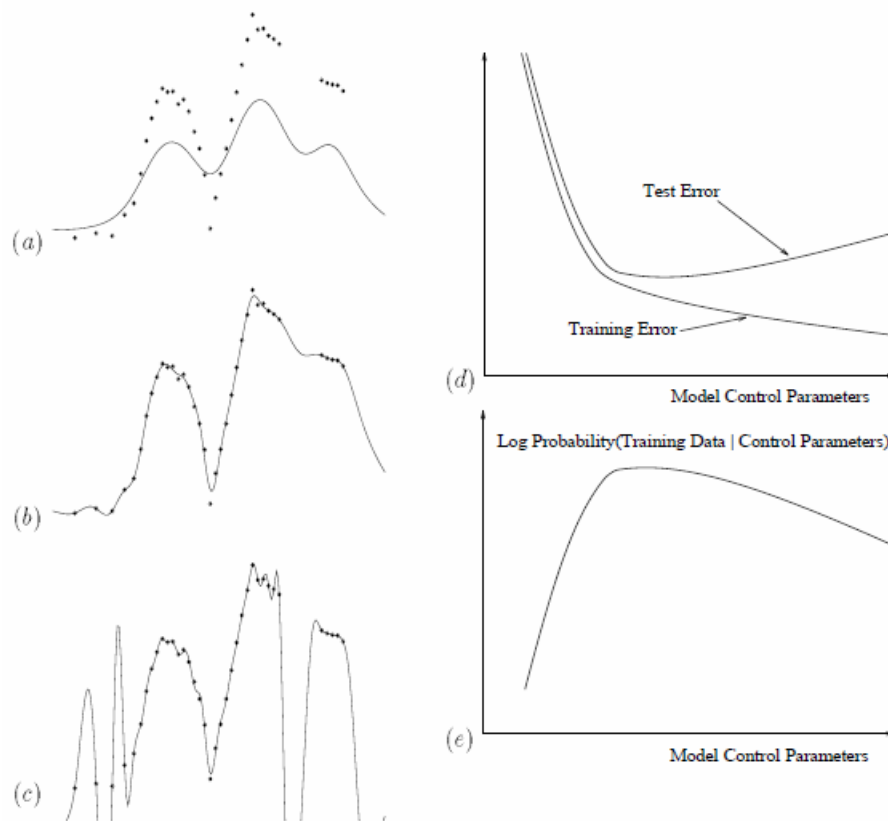 (a)
(b)
(c)
Test Error
Training Error
(d)
Model Control Parameters
Log Probability(Training Data | Control Parameters)
(e)
Model Control Parameters